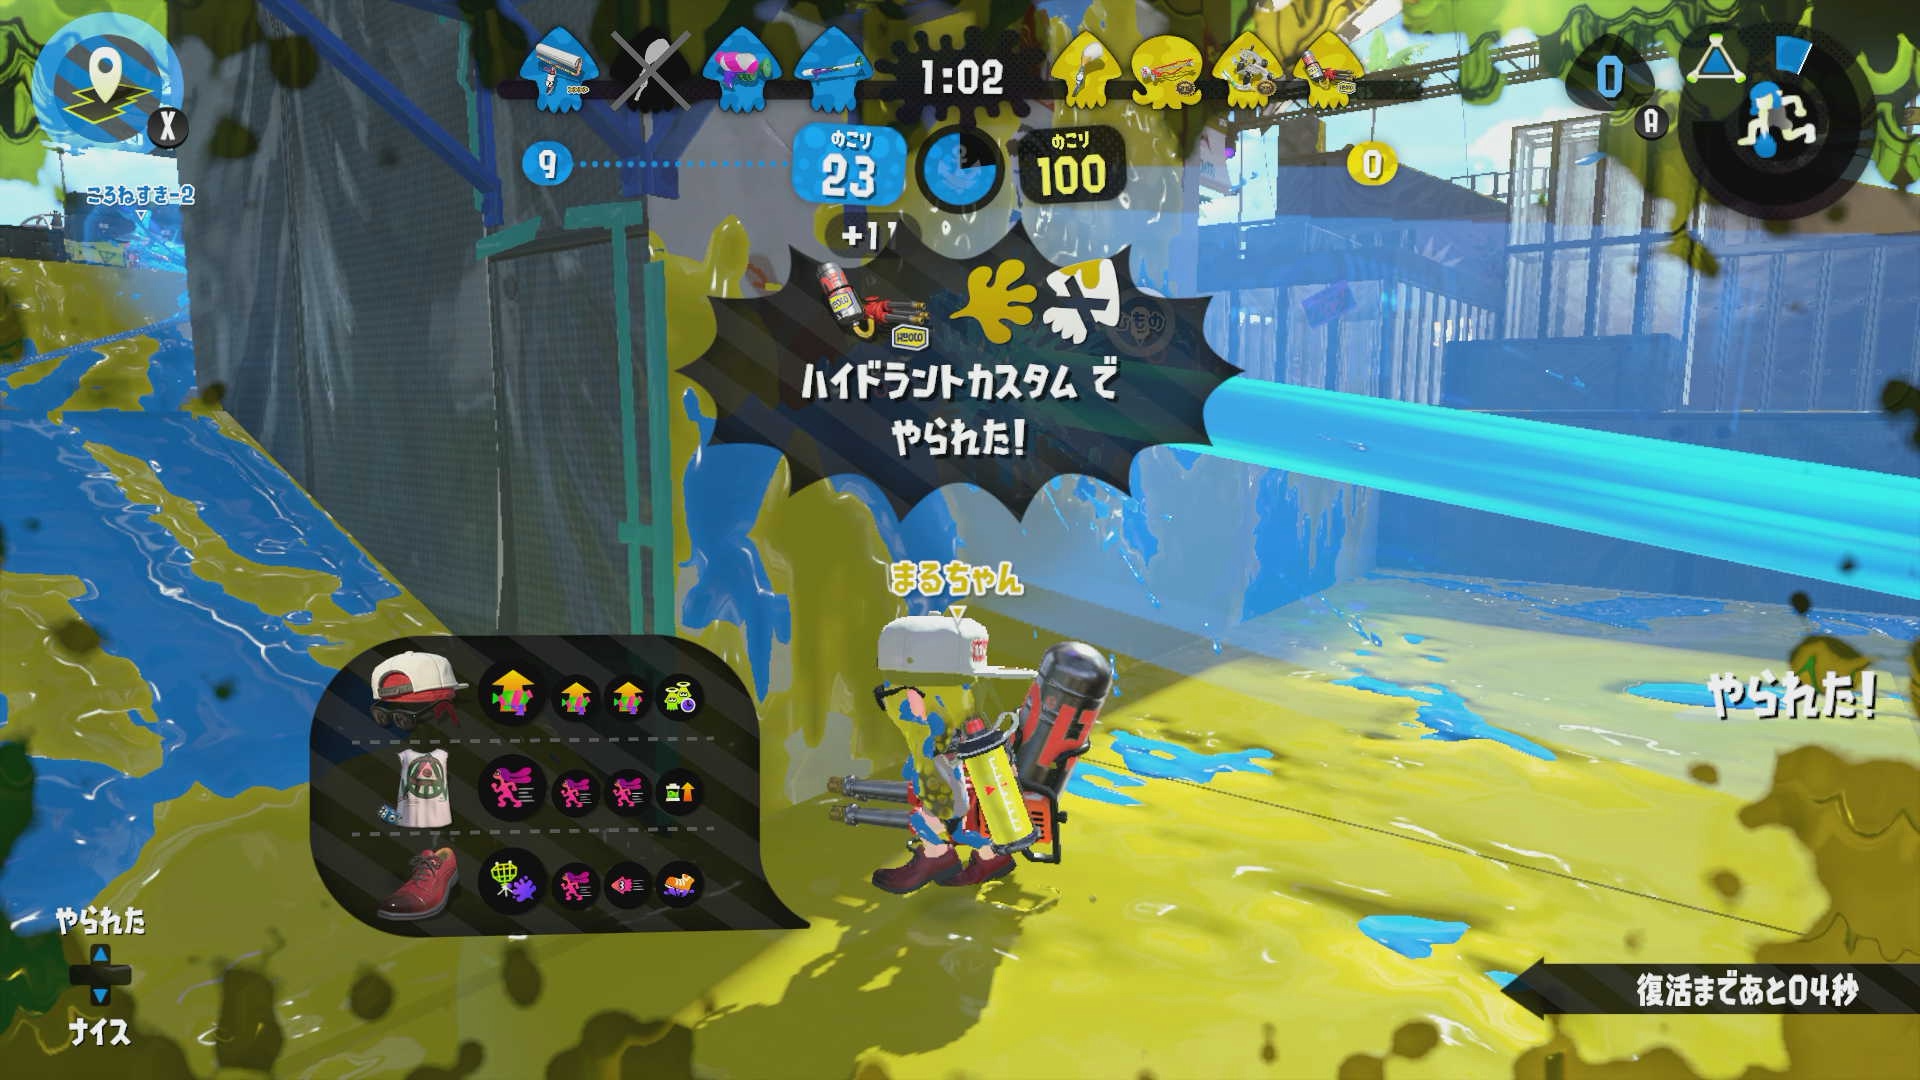 1:02
9
のこり
23
のこり
100
0
0
A
X
ころねすき-2
+11
HYDRO
ハイドラントカスタム で
やられた!
まるちゃん
やられた!
やられた
ナイス
復活まであと04秒